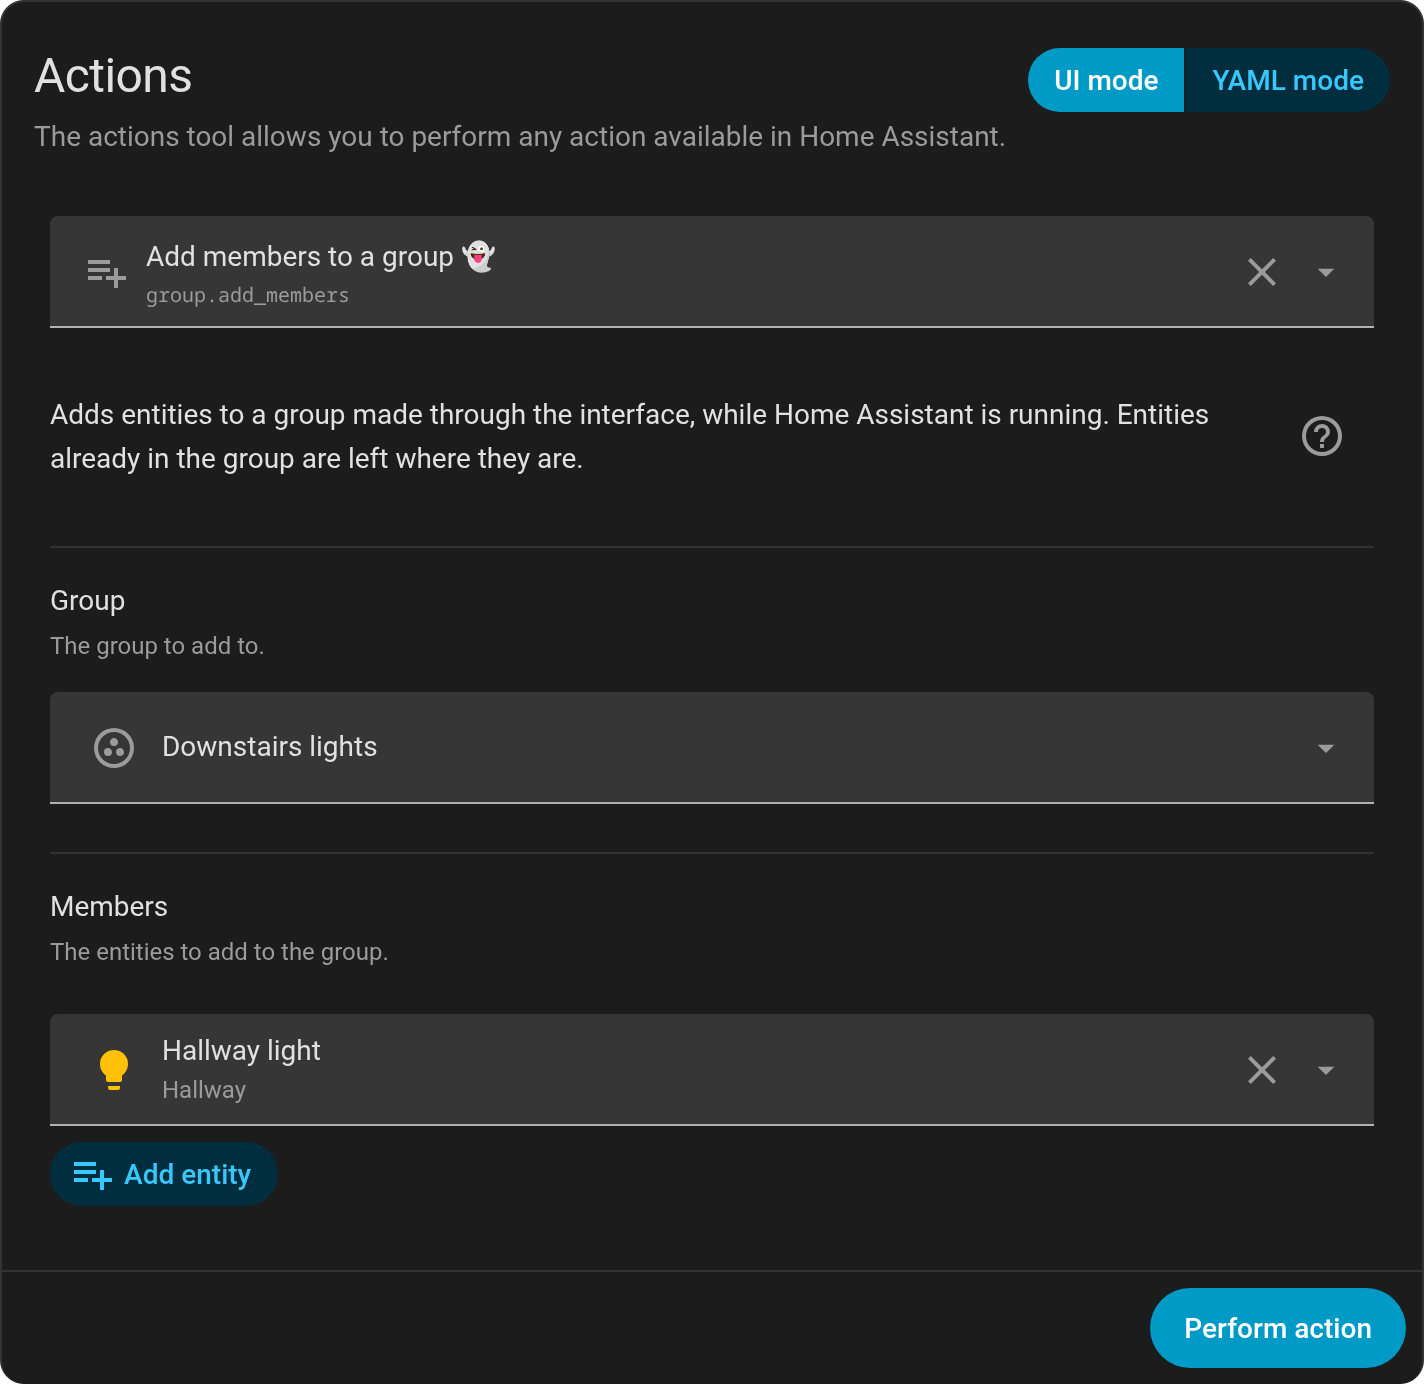 Actions
UI mode
YAML mode
The actions tool allows you to perform any action available in Home Assistant.
Add members to a group 👻
group.add_members
Adds entities to a group made through the interface, while Home Assistant is running. Entities
already in the group are left where they are.
Group
The group to add to.
Downstairs lights
Members
The entities to add to the group.
Hallway light
Hallway
Add entity
Perform action